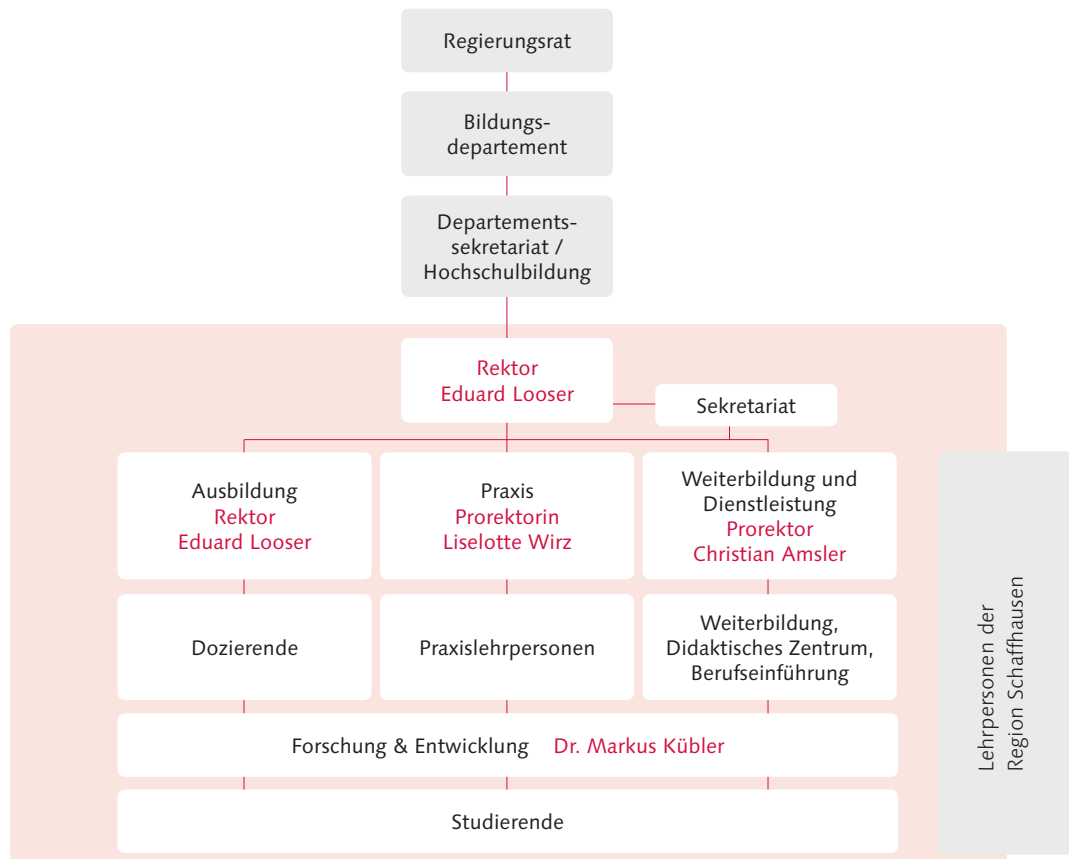 Regierungsrat
Bildungs-
departement
Departements-
sekretariat /
Hochschulbildung
Rektor
Eduard Looser
Sekretariat
Ausbildung
Rektor
Eduard Looser
Praxis
Prorektorin
Liselotte Wirz
Weiterbildung und
Dienstleistung
Prorektor
Christian Amsler
Dozierende
Praxislehrpersonen
Weiterbildung,
Didaktisches Zentrum,
Berufseinführung
Forschung & Entwicklung Dr. Markus Kübler
Studierende
Lehrpersonen der
Region Schaffhausen